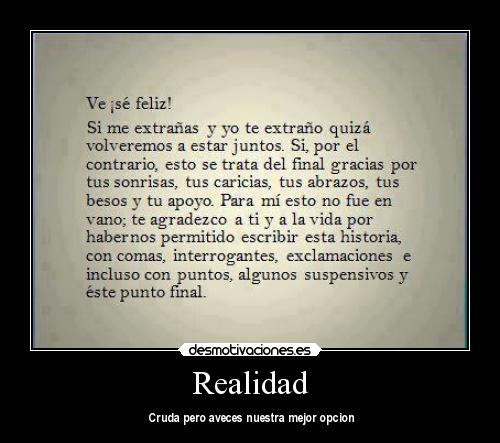 Ve ¡sé feliz!
Si me extrañas y yo te extraño quizá
volveremos a estar juntos. Si, por el
contrario, esto se trata del final gracias por
tus sonrisas, tus caricias, tus abrazos, tus
besos y tu apoyo. Para mí esto no fue en
vano; te agradezco a ti y a la vida por
habernos permitido escribir esta historia,
con comas, interrogantes, exclamaciones e
incluso con puntos, algunos suspensivos y
éste punto final.
desmotivaciones.es
Realidad
Cruda pero aveces nuestra mejor opcion